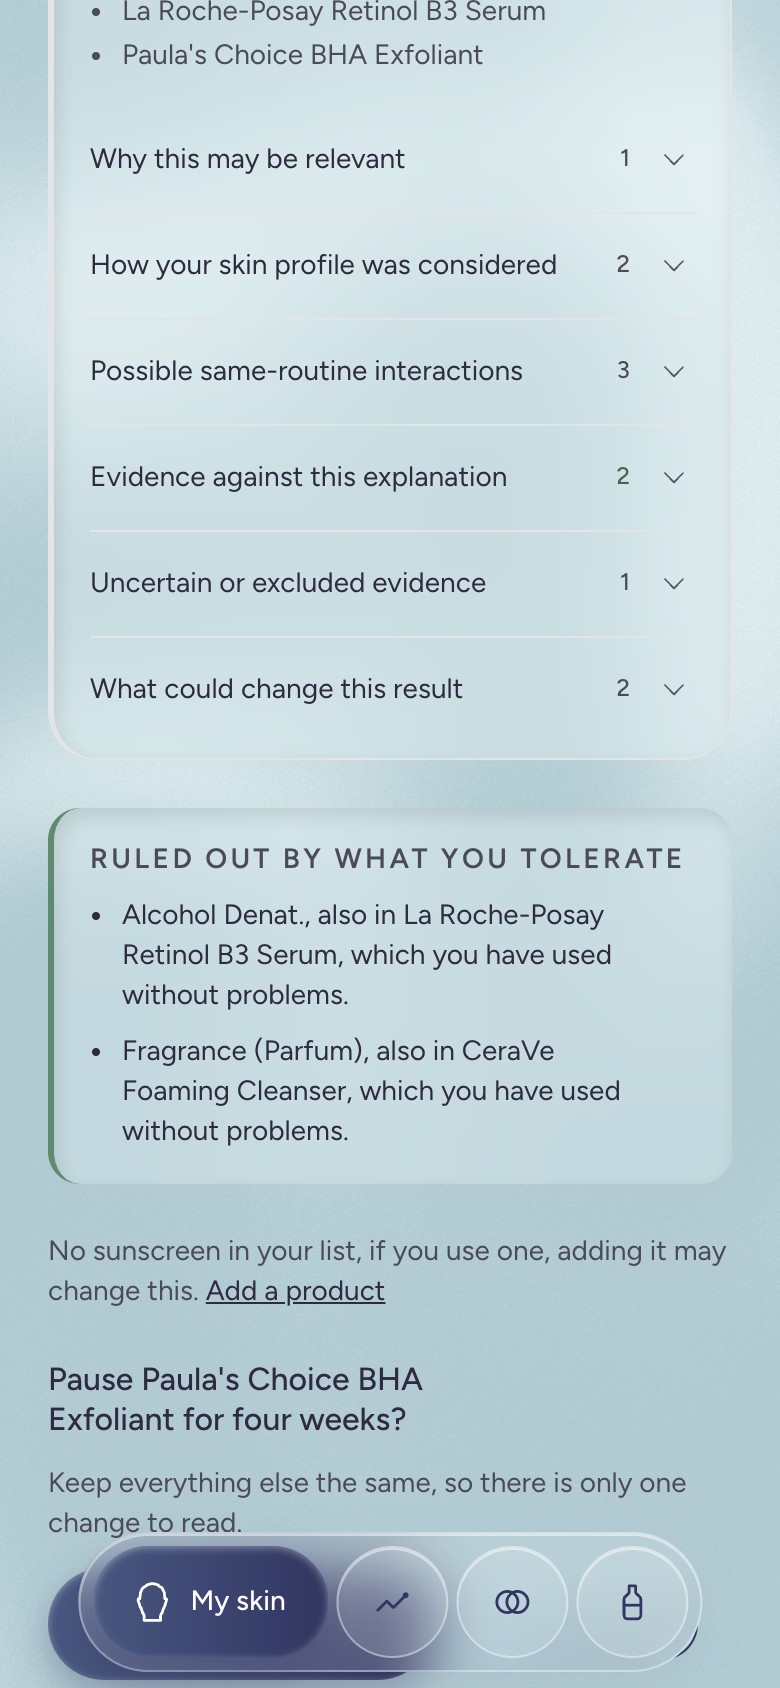 • La Roche-Posay Retinol B3 Serum
• Paula's Choice BHA Exfoliant
Why this may be relevant 1
How your skin profile was considered 2
Possible same-routine interactions 3
Evidence against this explanation 2
Uncertain or excluded evidence 1
What could change this result 2
RULED OUT BY WHAT YOU TOLERATE
• Alcohol Denat., also in La Roche-Posay
Retinol B3 Serum, which you have used
without problems.
• Fragrance (Parfum), also in CeraVe
Foaming Cleanser, which you have used
without problems.
No sunscreen in your list, if you use one, adding it may
change this. Add a product
Pause Paula's Choice BHA
Exfoliant for four weeks?
Keep everything else the same, so there is only one
change to read.
My skin